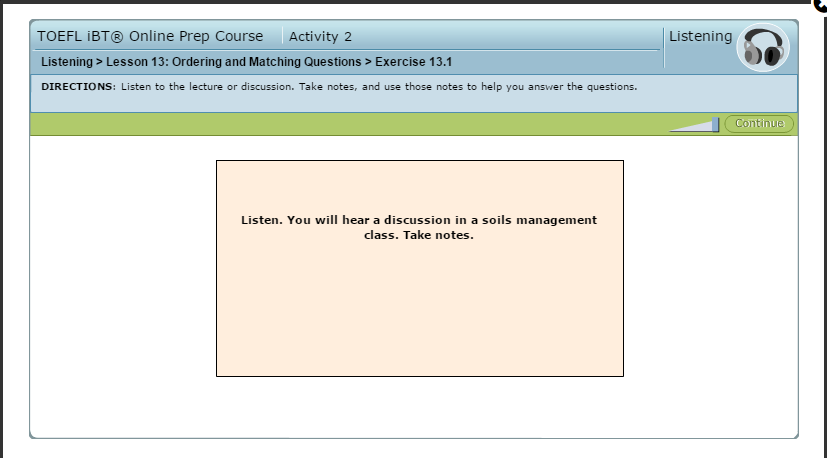 TOEFL iBT® Online Prep Course Activity 2 Listening
Listening > Lesson 13: Ordering and Matching Questions > Exercise 13.1
DIRECTIONS: Listen to the lecture or discussion. Take notes, and use those notes to help you answer the questions.
Continue
Listen. You will hear a discussion in a soils management
class. Take notes.